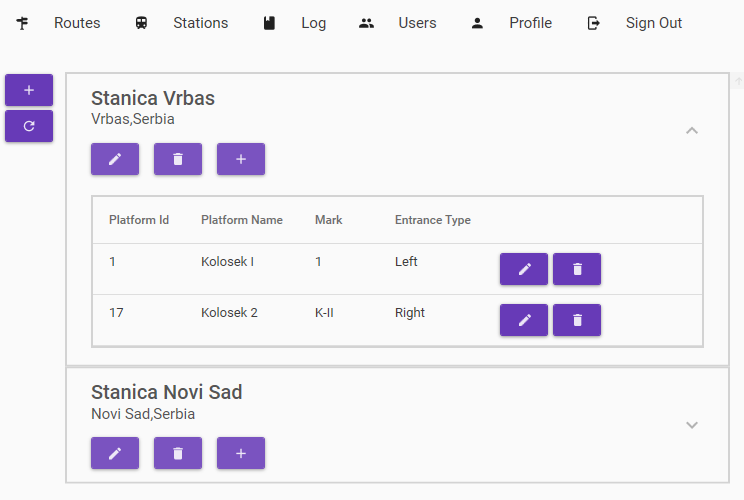 Routes Stations Log Users Profile Sign Out
Stanica Vrbas
Vrbas,Serbia
Platform Id Platform Name Mark Entrance Type
1 Kolosek I 1 Left
17 Kolosek 2 K-II Right
Stanica Novi Sad
Novi Sad,Serbia